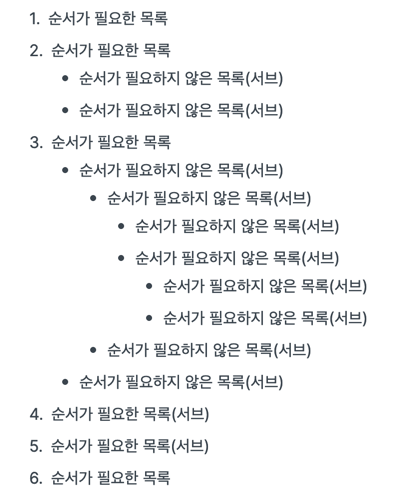 1. 순서가 필요한 목록
2. 순서가 필요한 목록
• 순서가 필요하지 않은 목록(서브)
• 순서가 필요하지 않은 목록(서브)
3. 순서가 필요한 목록
• 순서가 필요하지 않은 목록(서브)
• 순서가 필요하지 않은 목록(서브)
• 순서가 필요하지 않은 목록(서브)
• 순서가 필요하지 않은 목록(서브)
• 순서가 필요하지 않은 목록(서브)
• 순서가 필요하지 않은 목록(서브)
• 순서가 필요하지 않은 목록(서브)
• 순서가 필요하지 않은 목록(서브)
4. 순서가 필요한 목록(서브)
5. 순서가 필요한 목록(서브)
6. 순서가 필요한 목록